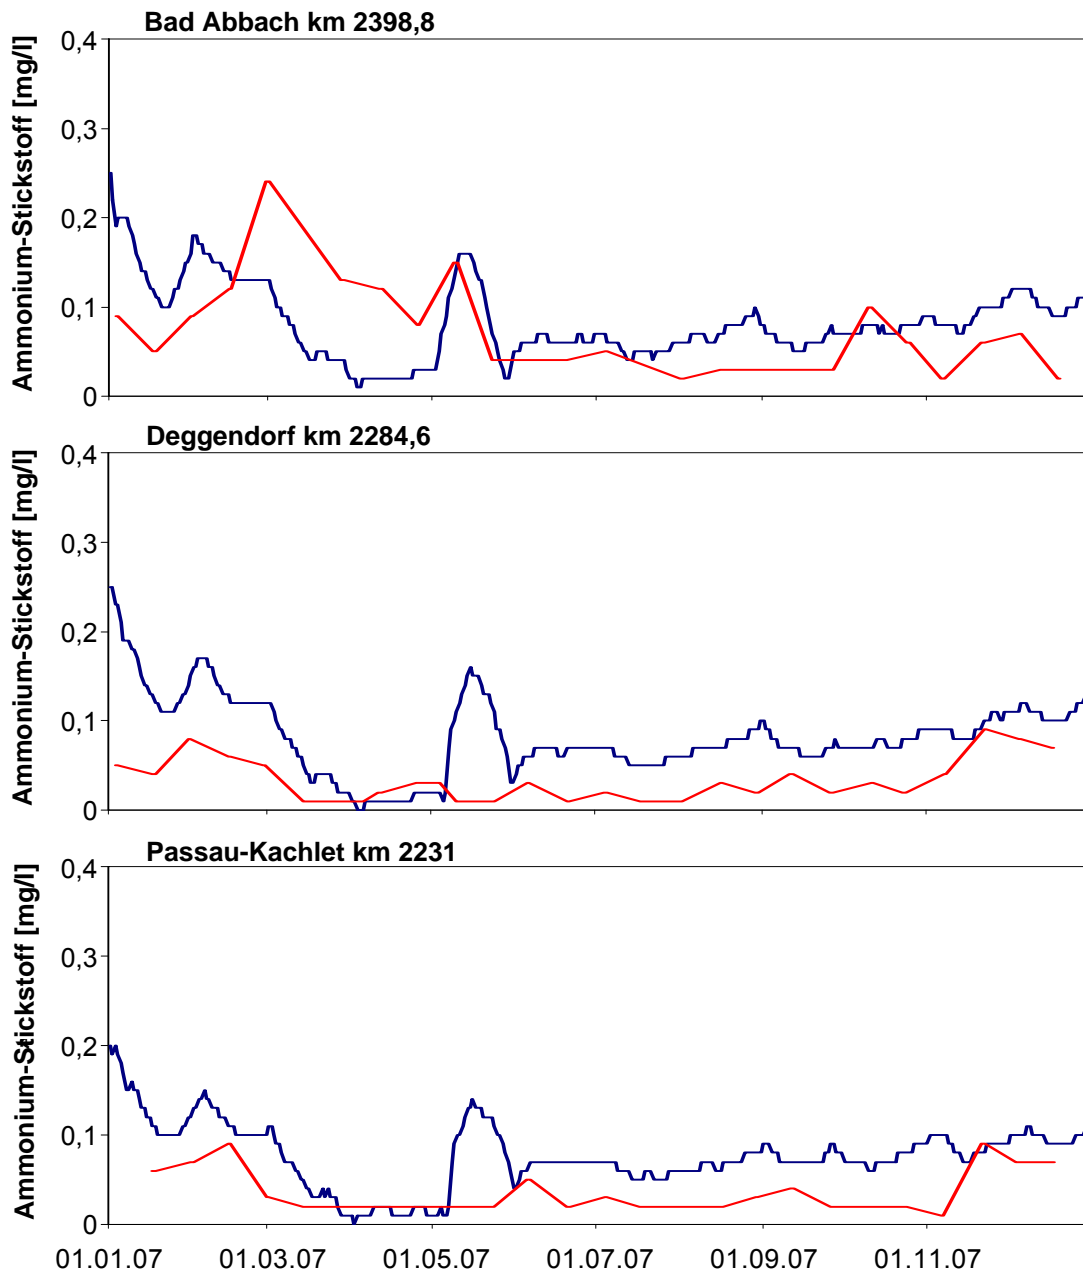 Bad Abbach km 2398,8
Ammonium-Stickstoff [mg/l]
0,4
0,3
0,2
0,1
0
Deggendorf km 2284,6
Ammonium-Stickstoff [mg/l]
0,4
0,3
0,2
0,1
0
Passau-Kachlet km 2231
Ammonium-Stickstoff [mg/l]
0,4
0,3
0,2
0,1
0
01.01.07 01.03.07 01.05.07 01.07.07 01.09.07 01.11.07